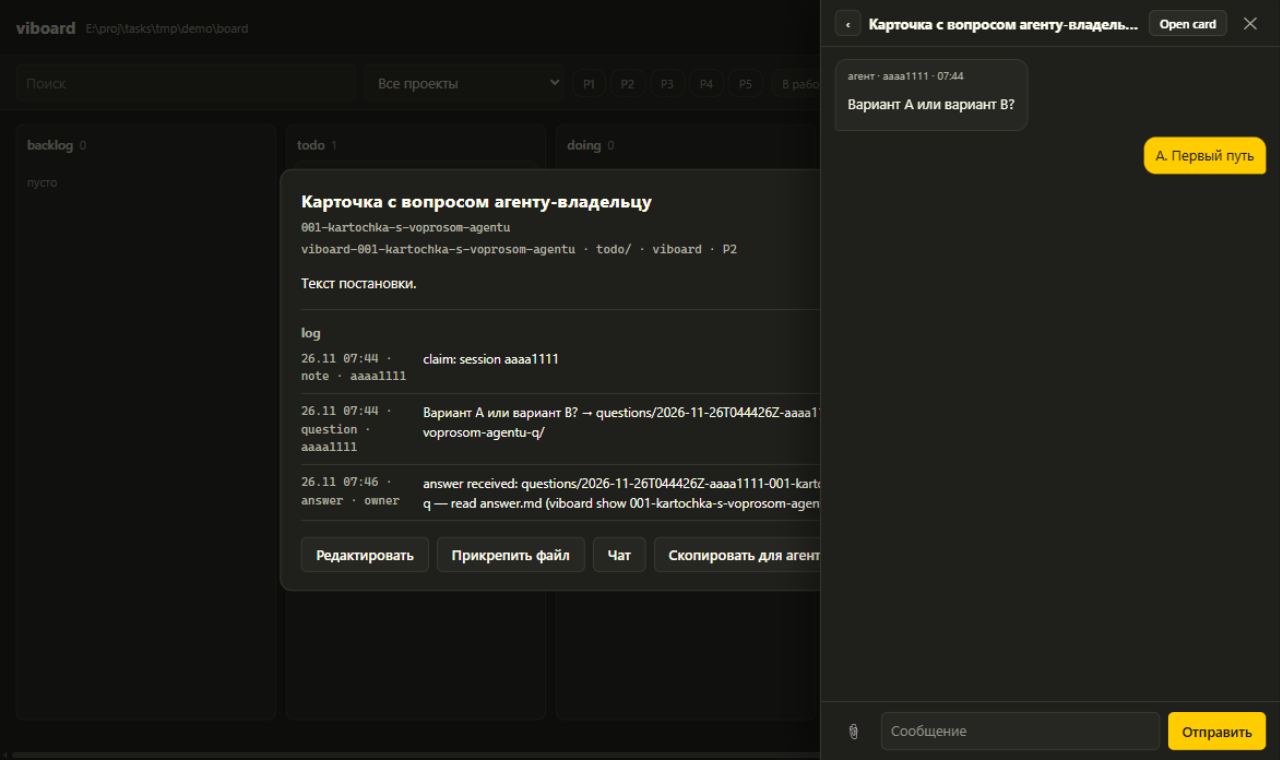 viboard E:\proj\tasks\tmp\demo\board
Поиск
Все проекты
P1
P2
P3
P4
P5
В рабо
backlog 0
пусто
todo 1
doing 0
Карточка с вопросом агенту-владельцу
001-kartochka-s-voprosom-agentu
viboard-001-kartochka-s-voprosom-agentu · todo/ · viboard · P2
Текст постановки.
log
26.11 07:44 ·
note · aaaa1111
claim: session aaaa1111
26.11 07:44 ·
question ·
aaaa1111
Вариант A или вариант B? → questions/2026-11-26T044426Z-aaaa1
voprosom-agentu-q/
26.11 07:46 ·
answer · owner
answer received: questions/2026-11-26T044426Z-aaaa1111-001-karto
q — read answer.md (viboard show 001-kartochka-s-voprosom-agen
Редактировать
Прикрепить файл
Чат
Скопировать для агент
Карточка с вопросом агенту-владель...
Open card
агент · aaaa1111 · 07:44
Вариант A или вариант B?
A. Первый путь
Сообщение
Отправить